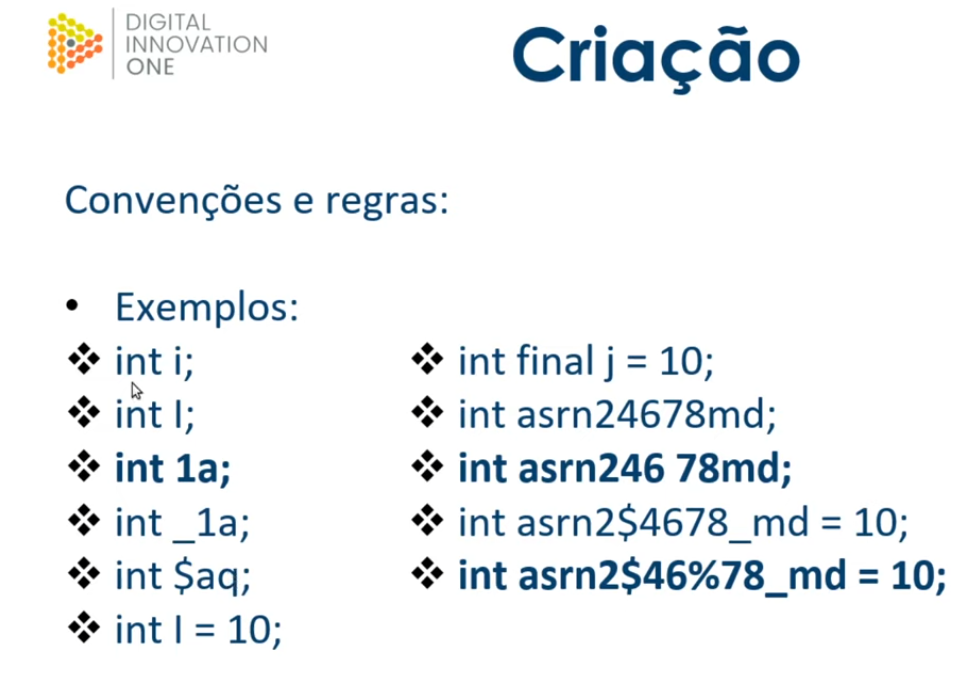 DIGITAL
INNOVATION
ONE
Criação
Convenções e regras:
• Exemplos:
❖ int i;
❖ int I;
❖ int 1a;
❖ int _1a;
❖ int $aq;
❖ int I = 10;
❖ int final j = 10;
❖ int asrn24678md;
❖ int asrn246 78md;
❖ int asrn2$4678_md = 10;
❖ int asrn2$46%78_md = 10;